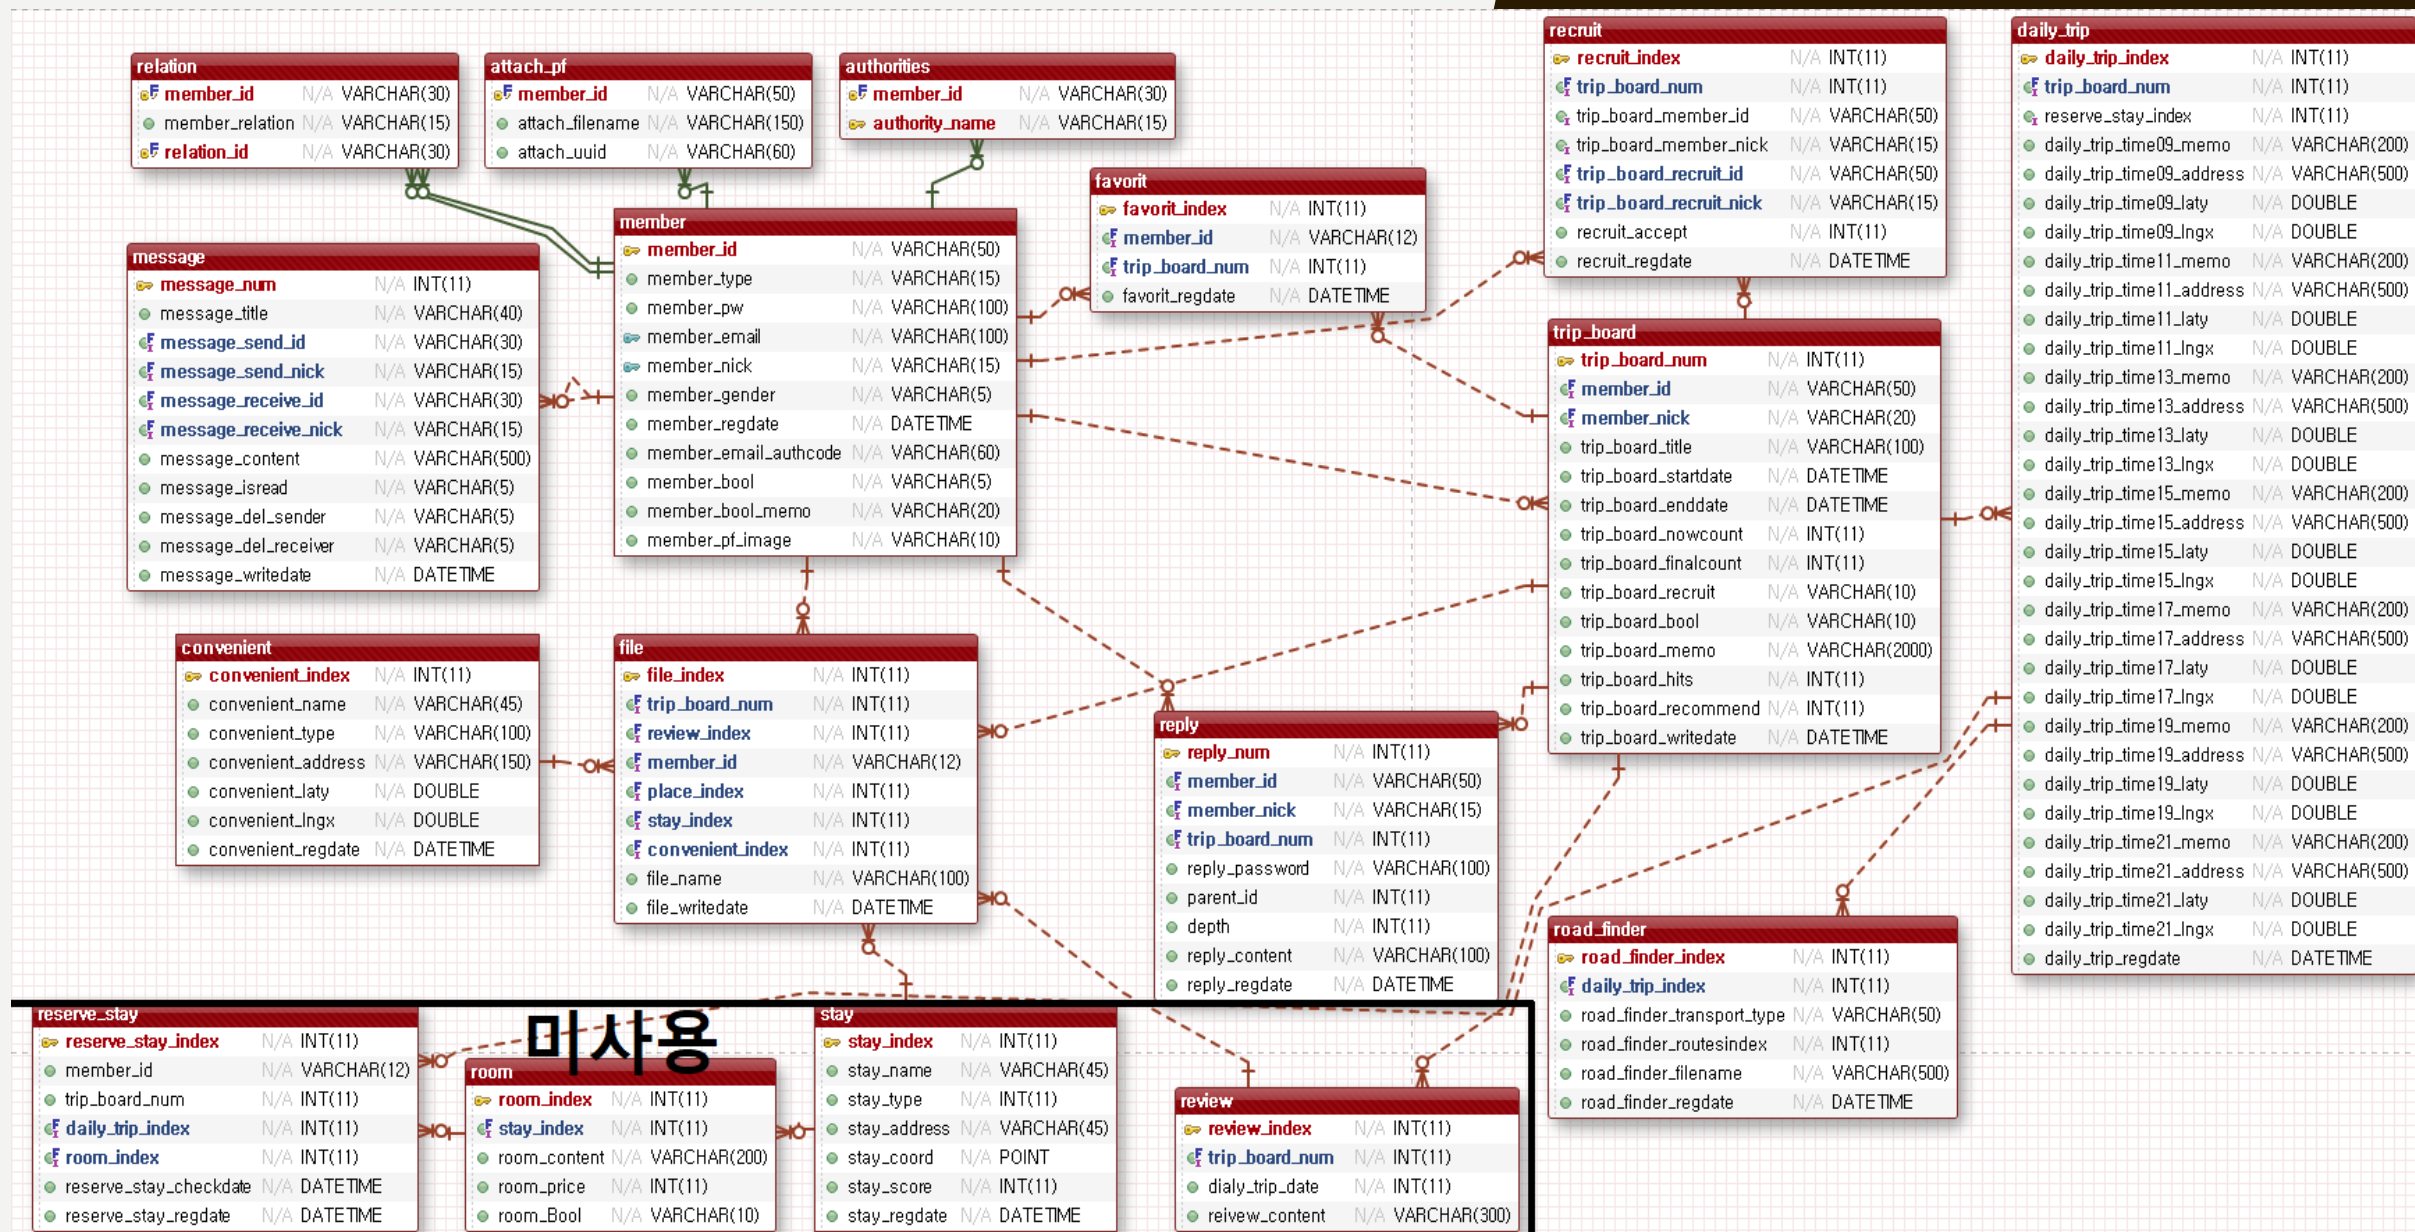 relation
member_id N/A VARCHAR(30)
member_relation N/A VARCHAR(15)
relation_id N/A VARCHAR(30)
attach_pf
member_id N/A VARCHAR(50)
attach_filename N/A VARCHAR(150)
attach_uuid N/A VARCHAR(60)
authorities
member_id N/A VARCHAR(30)
authority_name N/A VARCHAR(15)
favorit
favorit_index N/A INT(11)
member_id N/A VARCHAR(12)
trip_board_num N/A INT(11)
favorit_regdate N/A DATETIME
recruit
recruit_index N/A INT(11)
trip_board_num N/A INT(11)
trip_board_member_id N/A VARCHAR(50)
trip_board_member_nick N/A VARCHAR(15)
trip_board_recruit_id N/A VARCHAR(50)
trip_board_recruit_nick N/A VARCHAR(15)
recruit_accept N/A INT(11)
recruit_regdate N/A DATETIME
daily_trip
daily_trip_index N/A INT(11)
trip_board_num N/A INT(11)
reserve_stay_index N/A INT(11)
daily_trip_time09_memo N/A VARCHAR(200)
daily_trip_time09_address N/A VARCHAR(500)
daily_trip_time09_laty N/A DOUBLE
daily_trip_time09_lngx N/A DOUBLE
daily_trip_time11_memo N/A VARCHAR(200)
daily_trip_time11_address N/A VARCHAR(500)
daily_trip_time11_laty N/A DOUBLE
daily_trip_time11_lngx N/A DOUBLE
daily_trip_time13_memo N/A VARCHAR(200)
daily_trip_time13_address N/A VARCHAR(500)
daily_trip_time13_laty N/A DOUBLE
daily_trip_time13_lngx N/A DOUBLE
daily_trip_time15_memo N/A VARCHAR(200)
daily_trip_time15_address N/A VARCHAR(500)
daily_trip_time15_laty N/A DOUBLE
daily_trip_time15_lngx N/A DOUBLE
daily_trip_time17_memo N/A VARCHAR(200)
daily_trip_time17_address N/A VARCHAR(500)
daily_trip_time17_laty N/A DOUBLE
daily_trip_time17_lngx N/A DOUBLE
daily_trip_time19_memo N/A VARCHAR(200)
daily_trip_time19_address N/A VARCHAR(500)
daily_trip_time19_laty N/A DOUBLE
daily_trip_time19_lngx N/A DOUBLE
daily_trip_time21_memo N/A VARCHAR(200)
daily_trip_time21_address N/A VARCHAR(500)
daily_trip_time21_laty N/A DOUBLE
daily_trip_time21_lngx N/A DOUBLE
daily_trip_regdate N/A DATETIME
message
message_num N/A INT(11)
message_title N/A VARCHAR(40)
message_send_id N/A VARCHAR(30)
message_send_nick N/A VARCHAR(15)
message_receive_id N/A VARCHAR(30)
message_receive_nick N/A VARCHAR(15)
message_content N/A VARCHAR(500)
message_isread N/A VARCHAR(5)
message_del_sender N/A VARCHAR(5)
message_del_receiver N/A VARCHAR(5)
message_writedate N/A DATETIME
member
member_id N/A VARCHAR(50)
member_type N/A VARCHAR(15)
member_pw N/A VARCHAR(100)
member_email N/A VARCHAR(100)
member_nick N/A VARCHAR(15)
member_gender N/A VARCHAR(5)
member_regdate N/A DATETIME
member_email_authcode N/A VARCHAR(60)
member_bool N/A VARCHAR(5)
member_bool_memo N/A VARCHAR(20)
member_pf_image N/A VARCHAR(10)
trip_board
trip_board_num N/A INT(11)
member_id N/A VARCHAR(50)
member_nick N/A VARCHAR(20)
trip_board_title N/A VARCHAR(100)
trip_board_startdate N/A DATETIME
trip_board_enddate N/A DATETIME
trip_board_nowcount N/A INT(11)
trip_board_finalcount N/A INT(11)
trip_board_recruit N/A VARCHAR(10)
trip_board_bool N/A VARCHAR(10)
trip_board_memo N/A VARCHAR(2000)
trip_board_hits N/A INT(11)
trip_board_recommend N/A INT(11)
trip_board_writedate N/A DATETIME
convenient
convenient_index N/A INT(11)
convenient_name N/A VARCHAR(45)
convenient_type N/A VARCHAR(100)
convenient_address N/A VARCHAR(150)
convenient_laty N/A DOUBLE
convenient_lngx N/A DOUBLE
convenient_regdate N/A DATETIME
file
file_index N/A INT(11)
trip_board_num N/A INT(11)
review_index N/A INT(11)
member_id N/A VARCHAR(12)
place_index N/A INT(11)
stay_index N/A INT(11)
convenient_index N/A INT(11)
file_name N/A VARCHAR(100)
file_writedate N/A DATETIME
reply
reply_num N/A INT(11)
member_id N/A VARCHAR(50)
member_nick N/A VARCHAR(15)
trip_board_num N/A INT(11)
reply_password N/A VARCHAR(100)
parent_id N/A INT(11)
depth N/A INT(11)
reply_content N/A VARCHAR(100)
reply_regdate N/A DATETIME
road_finder
road_finder_index N/A INT(11)
daily_trip_index N/A INT(11)
road_finder_transport_type N/A VARCHAR(50)
road_finder_routesindex N/A INT(11)
road_finder_filename N/A VARCHAR(500)
road_finder_regdate N/A DATETIME
미사용
reserve_stay
reserve_stay_index N/A INT(11)
member_id N/A VARCHAR(12)
trip_board_num N/A INT(11)
daily_trip_index N/A INT(11)
room_index N/A INT(11)
reserve_stay_checkdate N/A DATETIME
reserve_stay_regdate N/A DATETIME
room
room_index N/A INT(11)
stay_index N/A INT(11)
room_content N/A VARCHAR(200)
room_price N/A INT(11)
room_Bool N/A VARCHAR(10)
stay
stay_index N/A INT(11)
stay_name N/A VARCHAR(45)
stay_type N/A INT(11)
stay_address N/A VARCHAR(45)
stay_coord N/A POINT
stay_score N/A INT(11)
stay_regdate N/A DATETIME
review
review_index N/A INT(11)
trip_board_num N/A INT(11)
dialy_trip_date N/A INT(11)
reivew_content N/A VARCHAR(300)